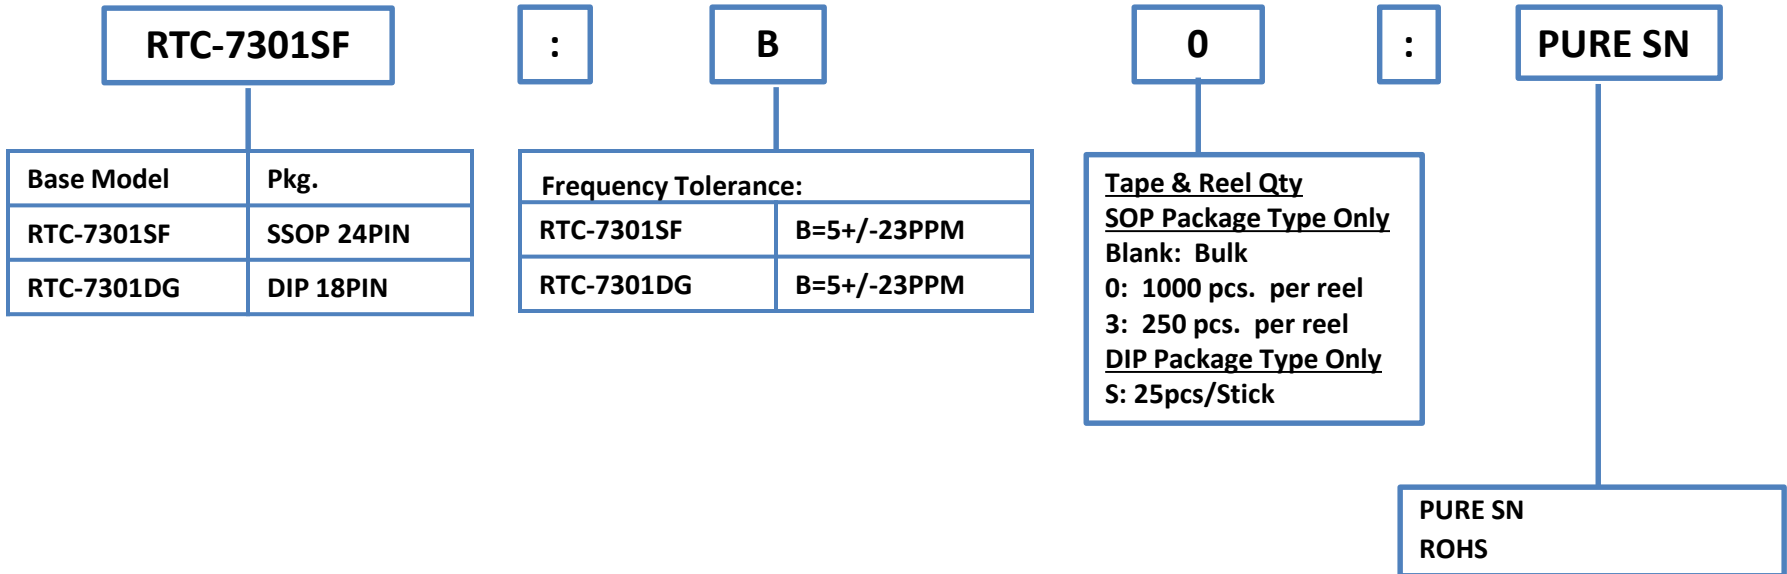 RTC-7301SF : B 0 : PURE SN
Base Model Pkg.
RTC-7301SF SSOP 24PIN
RTC-7301DG DIP 18PIN
Frequency Tolerance:
RTC-7301SF B=5+/-23PPM
RTC-7301DG B=5+/-23PPM
Tape & Reel Qty
SOP Package Type Only
Blank: Bulk
0: 1000 pcs. per reel
3: 250 pcs. per reel
DIP Package Type Only
S: 25pcs/Stick
PURE SN
ROHS